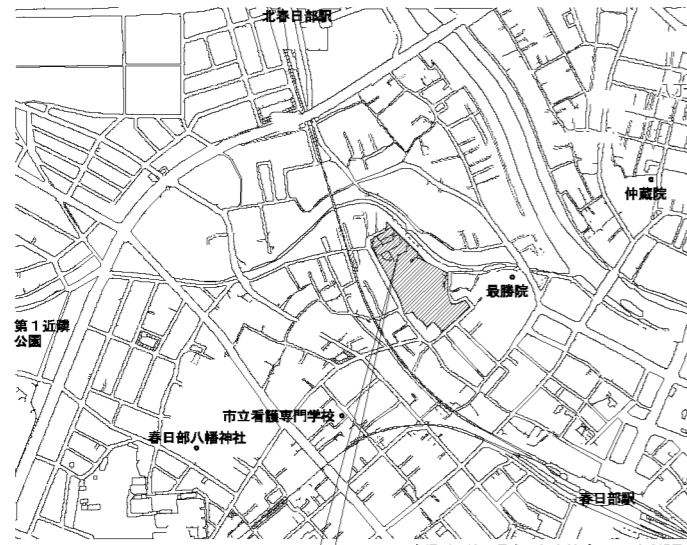 北春日部駅
仲蔵院
最勝院
第１近隣
公園
市立看護専門学校
春日部八幡神社
春日部駅